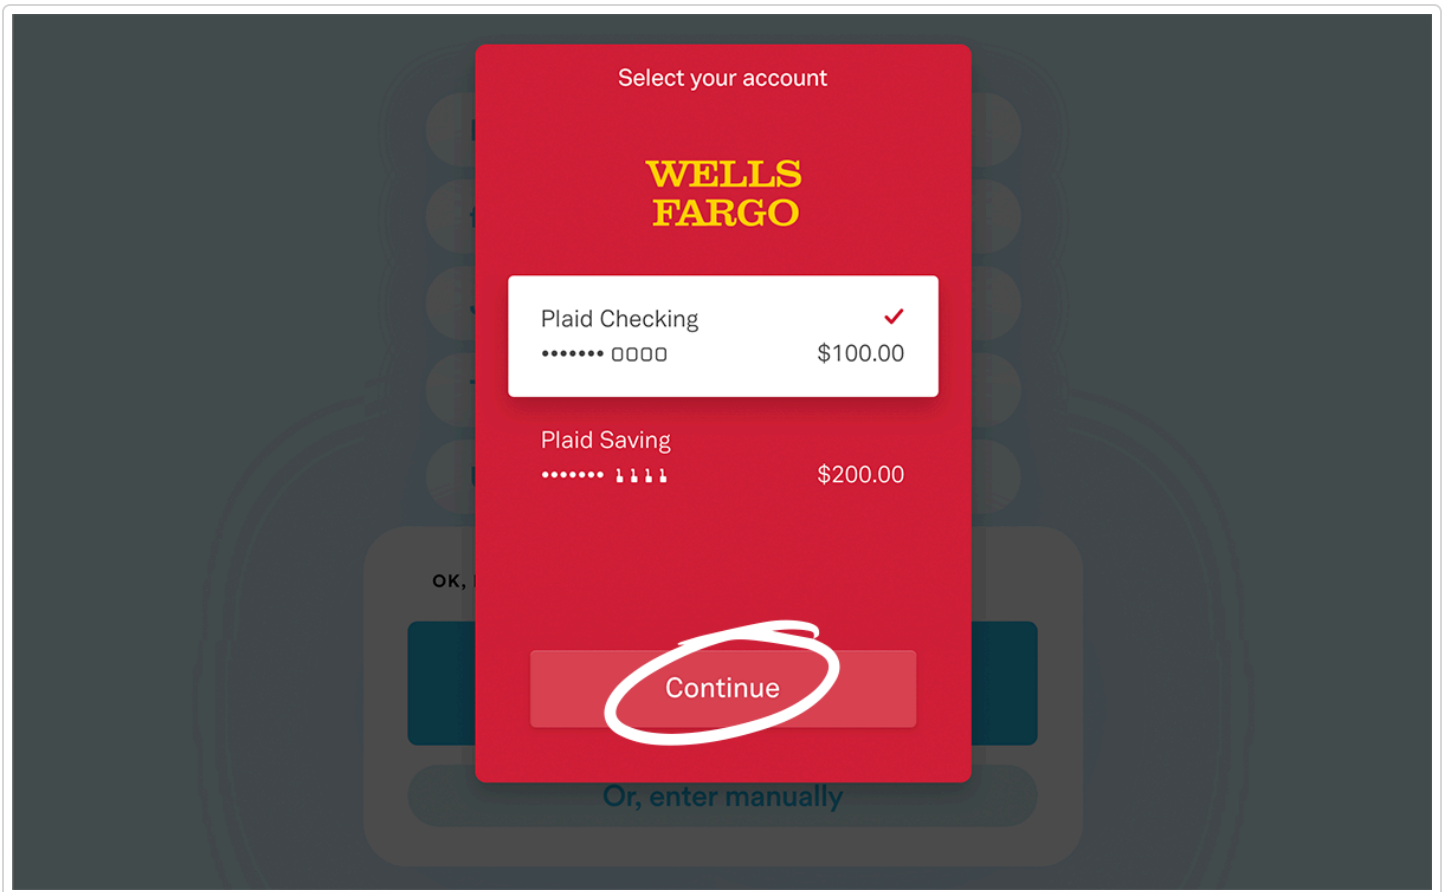 Select your account
WELLS
FARGO
Plaid Checking
••••••• 0000 $100.00
Plaid Saving
••••••• 1111 $200.00
OK,
Continue
Or, enter manually